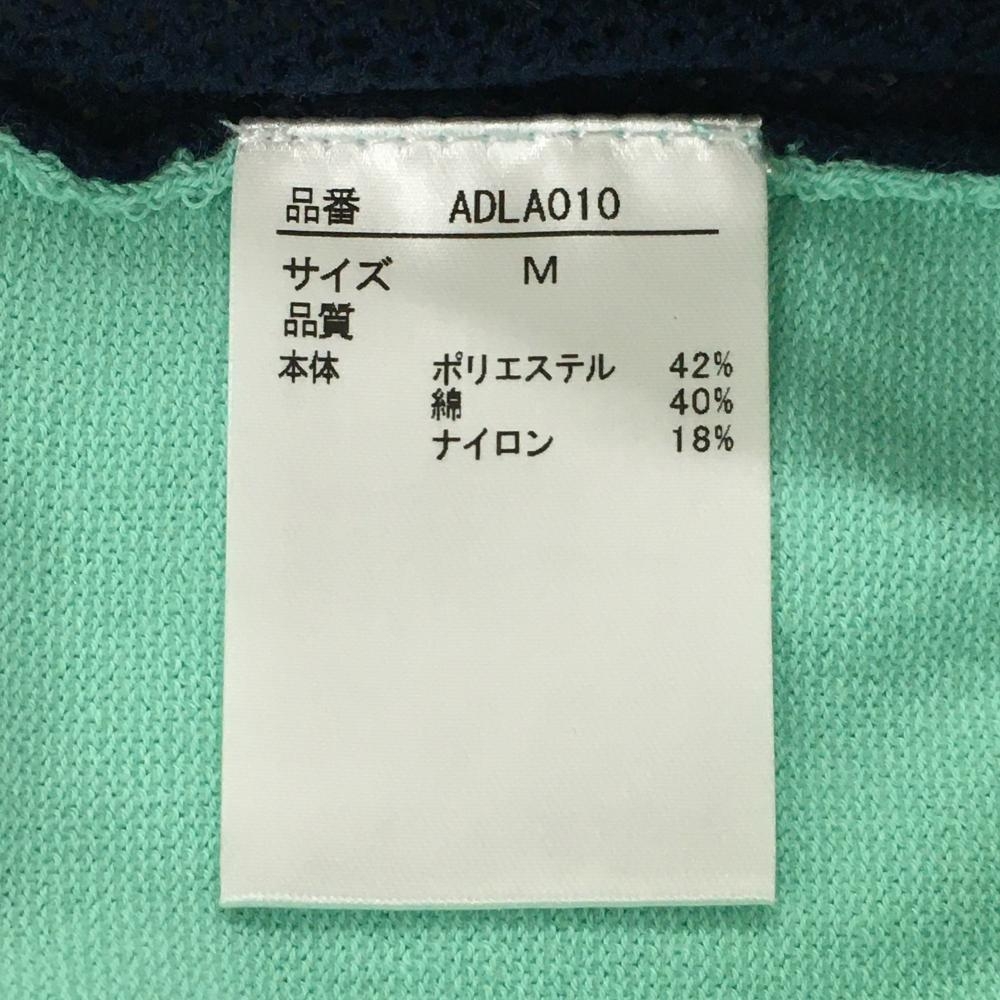 品番 ADLA010
サイズ M
品質
本体 ポリエステル 42%
綿 40%
ナイロン 18%